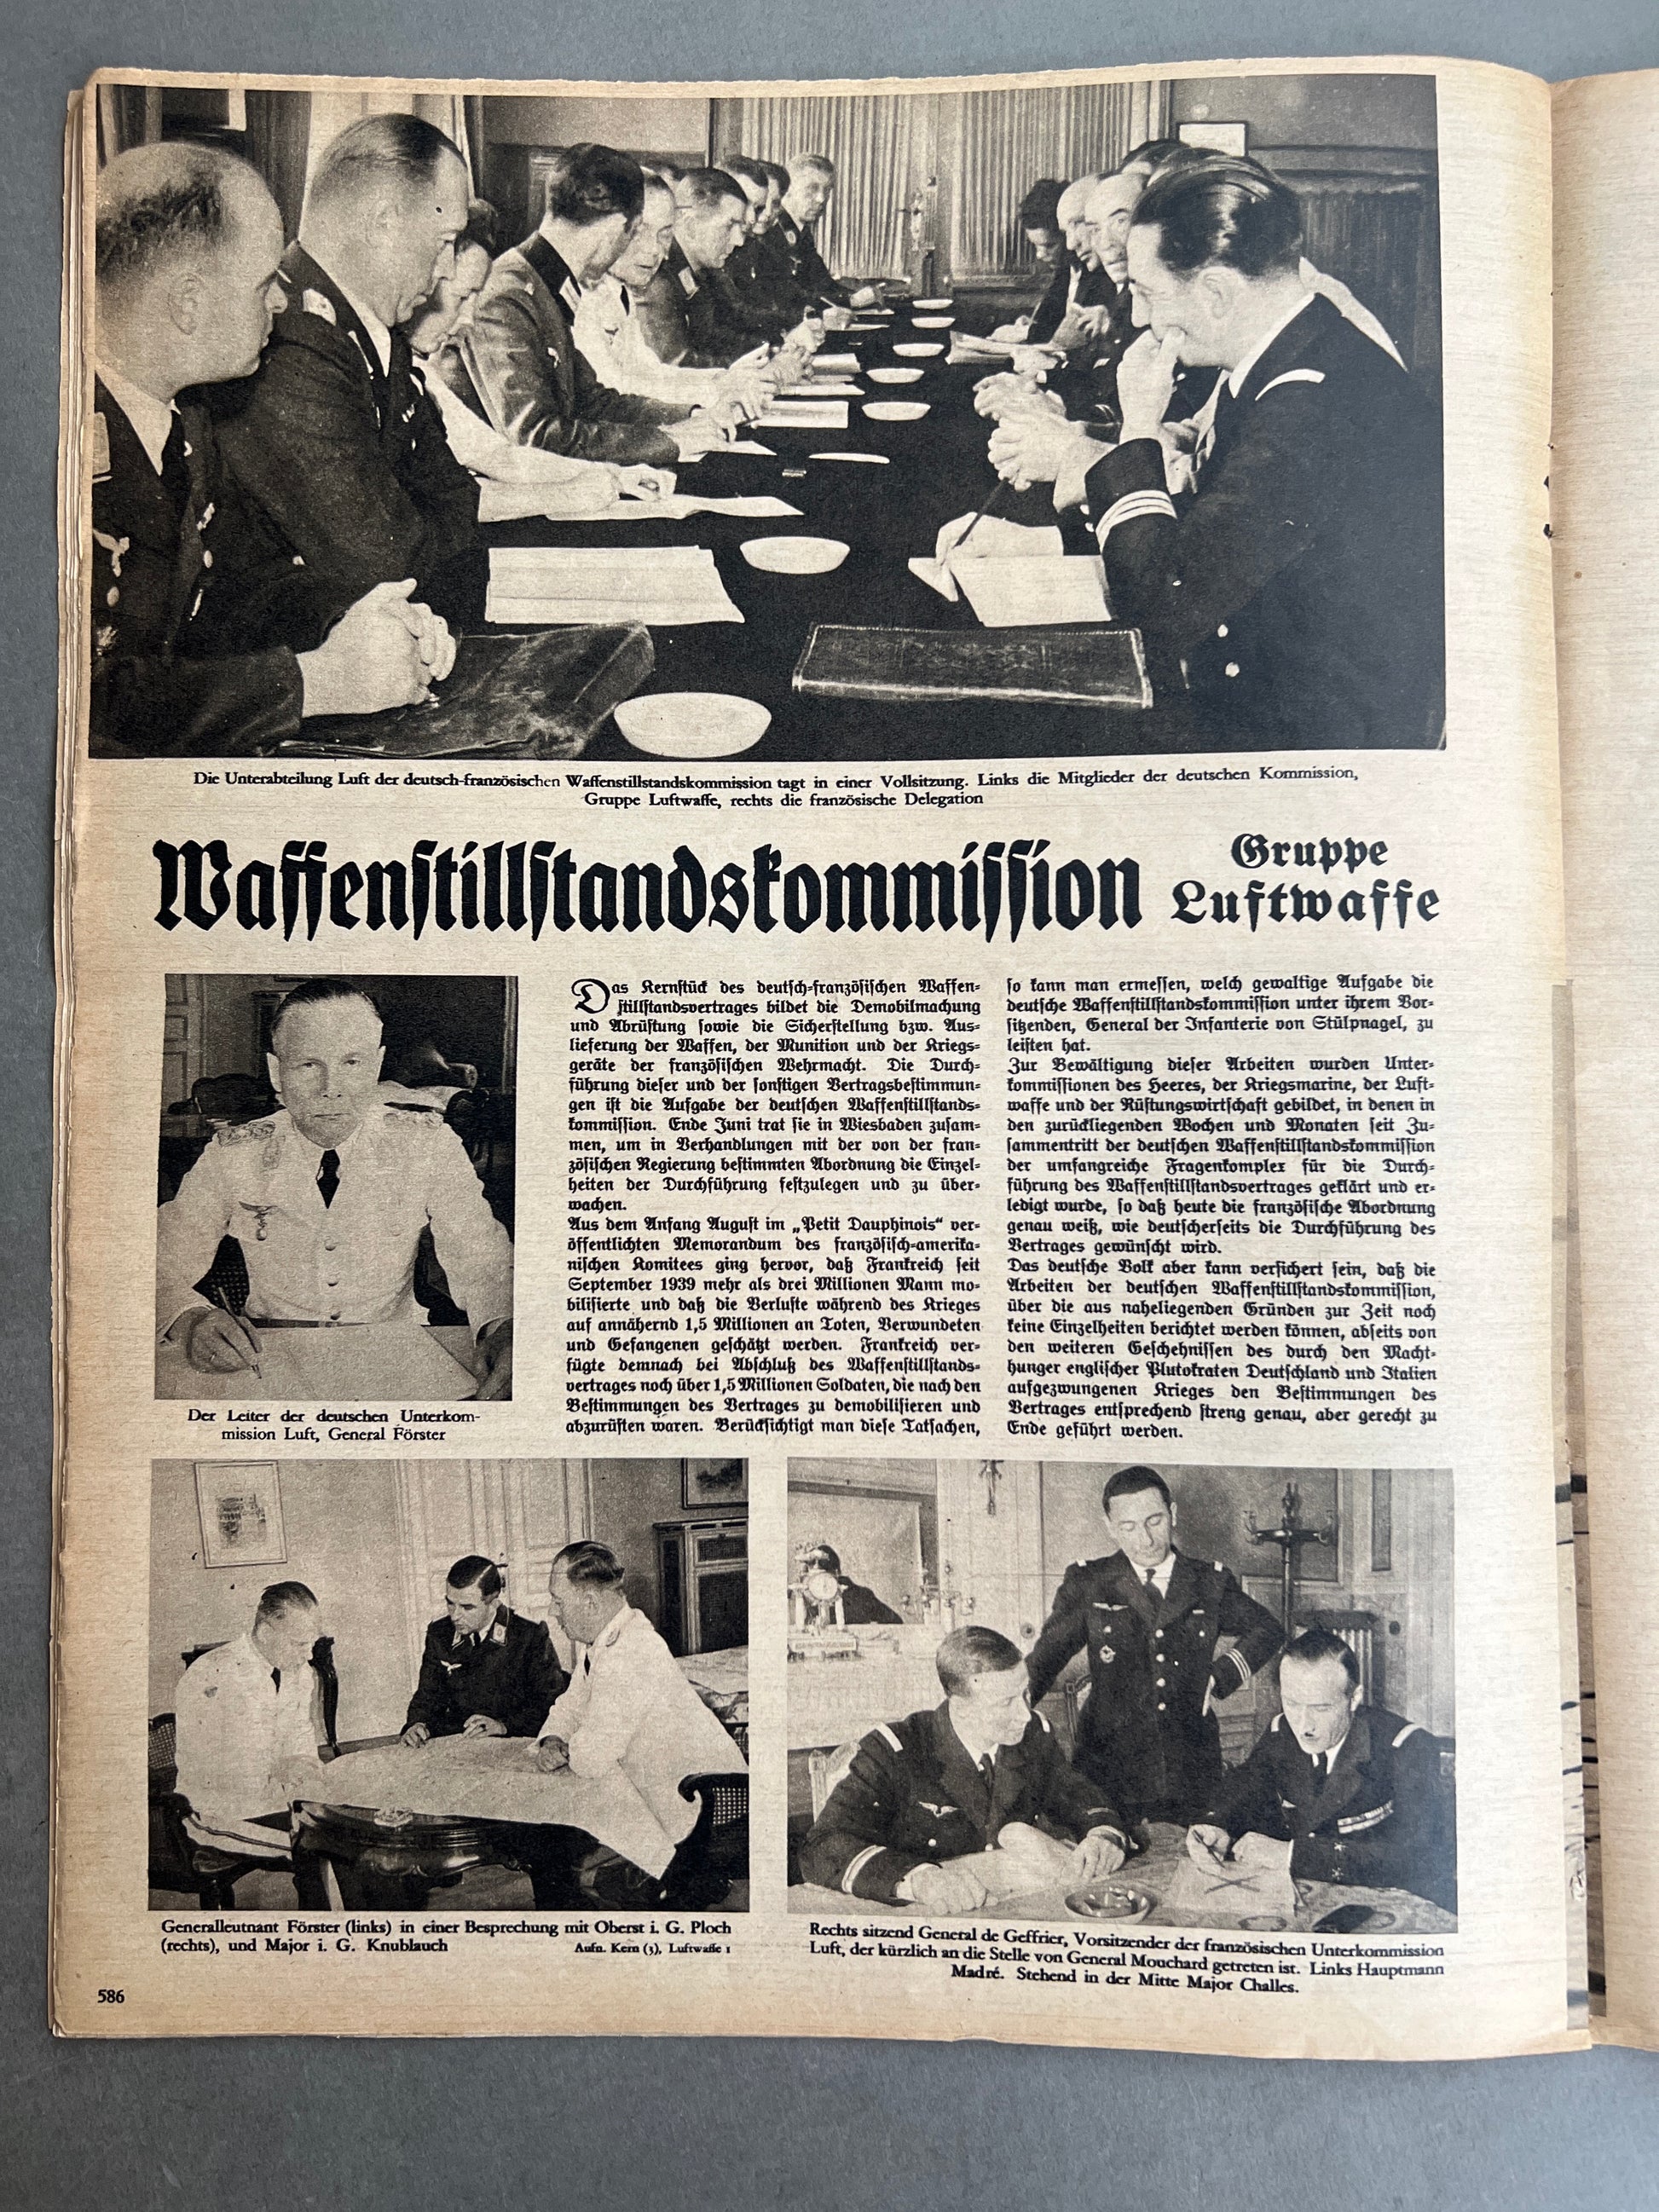 Die Unterabteilung Luft der deutsch-französischen Waffenstillstandskommission tagt in einer Vollsitzung. Links die Mitglieder der deutschen Kommission,
Gruppe Luftwaffe, rechts die französische Delegation
Waffenſtillſtandskommiſſion
Gruppe
Luftwaffe
Das Kernſtück des deutſch-franzöſiſchen Waffen-
ſtillſtandsvertrages bildet die Demobilmachung
und Abrüſtung ſowie die Sicherſtellung bzw. Aus-
lieferung der Waffen, der Munition und der Kriegs-
geräte der franzöſiſchen Wehrmacht. Die Durch-
führung dieſer und der ſonſtigen Vertragsbeſtimmun-
gen iſt die Aufgabe der deutſchen Waffenſtillſtands-
kommiſſion. Ende Juni trat ſie in Wiesbaden zuſam-
men, um in Verhandlungen mit der von der fran-
zöſiſchen Regierung beſtimmten Abordnung die Einzel-
heiten der Durchführung feſtzulegen und zu über-
wachen.
Aus dem Anfang Auguſt im „Petit Dauphinois“ ver-
öffentlichten Memorandum des franzöſiſch-amerika-
niſchen Komitees ging hervor, daß Frankreich ſeit
September 1939 mehr als drei Millionen Mann mo-
biliſierte und daß die Verluſte während des Krieges
auf annähernd 1,5 Millionen an Toten, Verwundeten
und Gefangenen geſchätzt werden. Frankreich ver-
fügte demnach bei Abſchluß des Waffenſtillſtands-
vertrages noch über 1,5 Millionen Soldaten, die nach den
Beſtimmungen des Vertrages zu demobiliſieren und
abzurüſten waren. Berückſichtigt man dieſe Tatſachen,
ſo kann man ermeſſen, welch gewaltige Aufgabe die
deutſche Waffenſtillſtandskommiſſion unter ihrem Vor-
ſitzenden, General der Infanterie von Stülpnagel, zu
leiſten hat.
Zur Bewältigung dieſer Arbeiten wurden Unter-
kommiſſionen des Heeres, der Kriegsmarine, der Luft-
waffe und der Rüſtungswirtſchaft gebildet, in denen in
den zurückliegenden Wochen und Monaten ſeit Zu-
ſammentritt der deutſchen Waffenſtillſtandskommiſſion
der umfangreiche Fragenkomplex für die Durch-
führung des Waffenſtillſtandsvertrages geklärt und er-
ledigt wurde, ſo daß heute die franzöſiſche Abordnung
genau weiß, wie deutſcherſeits die Durchführung des
Vertrages gewünſcht wird.
Das deutſche Volk aber kann verſichert ſein, daß die
Arbeiten der deutſchen Waffenſtillſtandskommiſſion,
über die aus naheliegenden Gründen zur Zeit noch
keine Einzelheiten berichtet werden können, abſeits von
den weiteren Geſchehniſſen des durch den Macht-
hunger engliſcher Plutokraten Deutſchland und Italien
aufgezwungenen Krieges den Beſtimmungen des
Vertrages entſprechend ſtreng genau, aber gerecht zu
Ende geführt werden.
Der Leiter der deutschen Unterkom-
mission Luft, General Förster
Generalleutnant Förster (links) in einer Besprechung mit Oberst i. G. Ploch
(rechts), und Major i. G. Knublauch
Aufn. Kern (3), Luftwaffe 1
Rechts sitzend General de Geffrier, Vorsitzender der französischen Unterkommission
Luft, der kürzlich an die Stelle von General Mouchard getreten ist. Links Hauptmann
Madré. Stehend in der Mitte Major Challes.
586